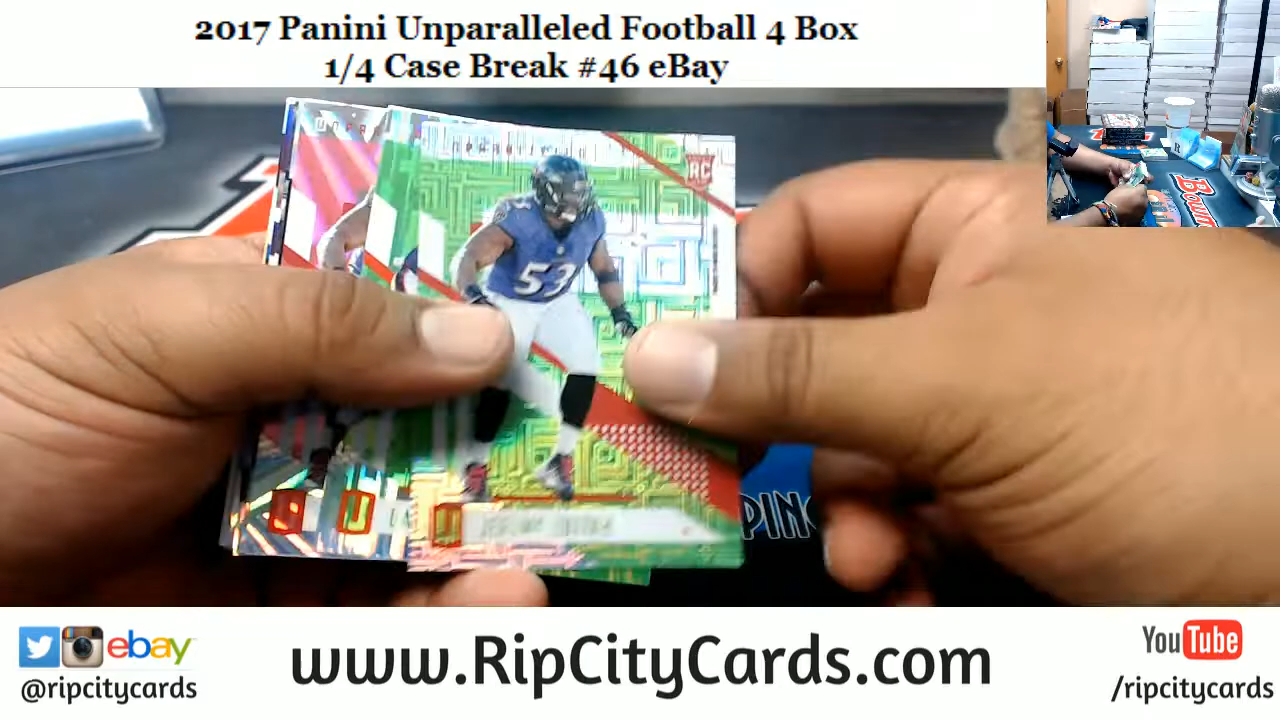 2017 Panini Unparalleled Football 4 Box
1/4 Case Break #46 eBay
RC
53
PING
ebay
@ripcitycards
www.RipCityCards.com
YouTube
/ripcitycards